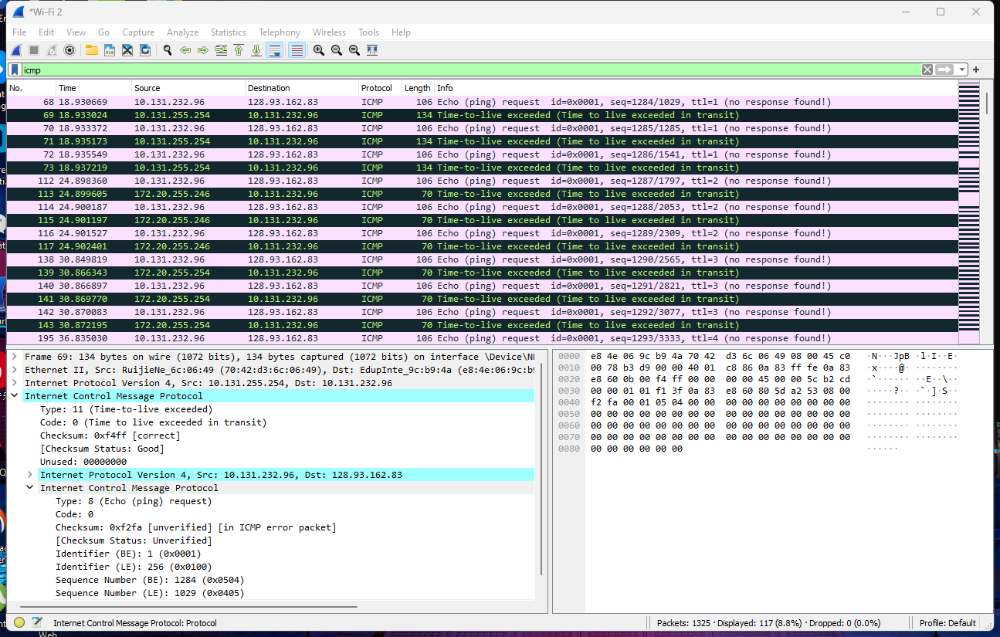 *Wi-Fi 2
File Edit View Go Capture Analyze Statistics Telephony Wireless Tools Help
icmp
No. Time Source Destination Protocol Length Info
68 18.930669 10.131.232.96 128.93.162.83 ICMP 106 Echo (ping) request id=0x0001, seq=1284/1029, ttl=1 (no response found!)
69 18.933024 10.131.255.254 10.131.232.96 ICMP 134 Time-to-live exceeded (Time to live exceeded in transit)
70 18.933372 10.131.232.96 128.93.162.83 ICMP 106 Echo (ping) request id=0x0001, seq=1285/1285, ttl=1 (no response found!)
71 18.935173 10.131.255.254 10.131.232.96 ICMP 134 Time-to-live exceeded (Time to live exceeded in transit)
72 18.935549 10.131.232.96 128.93.162.83 ICMP 106 Echo (ping) request id=0x0001, seq=1286/1541, ttl=1 (no response found!)
73 18.937219 10.131.255.254 10.131.232.96 ICMP 134 Time-to-live exceeded (Time to live exceeded in transit)
112 24.898360 10.131.232.96 128.93.162.83 ICMP 106 Echo (ping) request id=0x0001, seq=1287/1797, ttl=2 (no response found!)
113 24.899605 172.20.255.246 10.131.232.96 ICMP 70 Time-to-live exceeded (Time to live exceeded in transit)
114 24.900187 10.131.232.96 128.93.162.83 ICMP 106 Echo (ping) request id=0x0001, seq=1288/2053, ttl=2 (no response found!)
115 24.901197 172.20.255.246 10.131.232.96 ICMP 70 Time-to-live exceeded (Time to live exceeded in transit)
116 24.901527 10.131.232.96 128.93.162.83 ICMP 106 Echo (ping) request id=0x0001, seq=1289/2309, ttl=2 (no response found!)
117 24.902401 172.20.255.246 10.131.232.96 ICMP 70 Time-to-live exceeded (Time to live exceeded in transit)
138 30.849819 10.131.232.96 128.93.162.83 ICMP 106 Echo (ping) request id=0x0001, seq=1290/2565, ttl=3 (no response found!)
139 30.866343 172.20.255.254 10.131.232.96 ICMP 70 Time-to-live exceeded (Time to live exceeded in transit)
140 30.866897 10.131.232.96 128.93.162.83 ICMP 106 Echo (ping) request id=0x0001, seq=1291/2821, ttl=3 (no response found!)
141 30.869770 172.20.255.254 10.131.232.96 ICMP 70 Time-to-live exceeded (Time to live exceeded in transit)
142 30.870083 10.131.232.96 128.93.162.83 ICMP 106 Echo (ping) request id=0x0001, seq=1292/3077, ttl=3 (no response found!)
143 30.872195 172.20.255.254 10.131.232.96 ICMP 70 Time-to-live exceeded (Time to live exceeded in transit)
195 36.835030 10.131.232.96 128.93.162.83 ICMP 106 Echo (ping) request id=0x0001, seq=1293/3333, ttl=4 (no response found!)
Frame 69: 134 bytes on wire (1072 bits), 134 bytes captured (1072 bits) on interface \Device\NP
Ethernet II, Src: RuijieNe_6c:06:49 (70:42:d3:6c:06:49), Dst: EdupInte_9c:b9:4a (e8:4e:06:9c:b9
Internet Protocol Version 4, Src: 10.131.255.254, Dst: 10.131.232.96
Internet Control Message Protocol
Type: 11 (Time-to-live exceeded)
Code: 0 (Time to live exceeded in transit)
Checksum: 0xf4ff [correct]
[Checksum Status: Good]
Unused: 00000000
Internet Protocol Version 4, Src: 10.131.232.96, Dst: 128.93.162.83
Internet Control Message Protocol
Type: 8 (Echo (ping) request)
Code: 0
Checksum: 0xf2fa [unverified] [in ICMP error packet]
[Checksum Status: Unverified]
Identifier (BE): 1 (0x0001)
Identifier (LE): 256 (0x0100)
Sequence Number (BE): 1284 (0x0504)
Sequence Number (LE): 1029 (0x0405)
0000 e8 4e 06 9c b9 4a 70 42 d3 6c 06 49 08 00 45 c0 ·N···JpB ·l·I··E·
0010 00 78 b3 d9 00 00 40 01 c8 86 0a 83 ff fe 0a 83 ·x····@· ········
0020 e8 60 0b 00 f4 ff 00 00 00 00 45 00 00 5c b2 cd ·`······ ··E··\··
0030 00 00 01 01 f1 3f 0a 83 e8 60 80 5d a2 53 08 00 ·····?·· ·`·]·S··
0040 f2 fa 00 01 05 04 00 00 00 00 00 00 00 00 00 00 ········ ········
0050 00 00 00 00 00 00 00 00 00 00 00 00 00 00 00 00 ········ ········
0060 00 00 00 00 00 00 00 00 00 00 00 00 00 00 00 00 ········ ········
0070 00 00 00 00 00 00 00 00 00 00 00 00 00 00 00 00 ········ ········
0080 00 00 00 00 00 00 ······
Internet Control Message Protocol: Protocol
Packets: 1325 · Displayed: 117 (8.8%) · Dropped: 0 (0.0%)
Profile: Default
Web